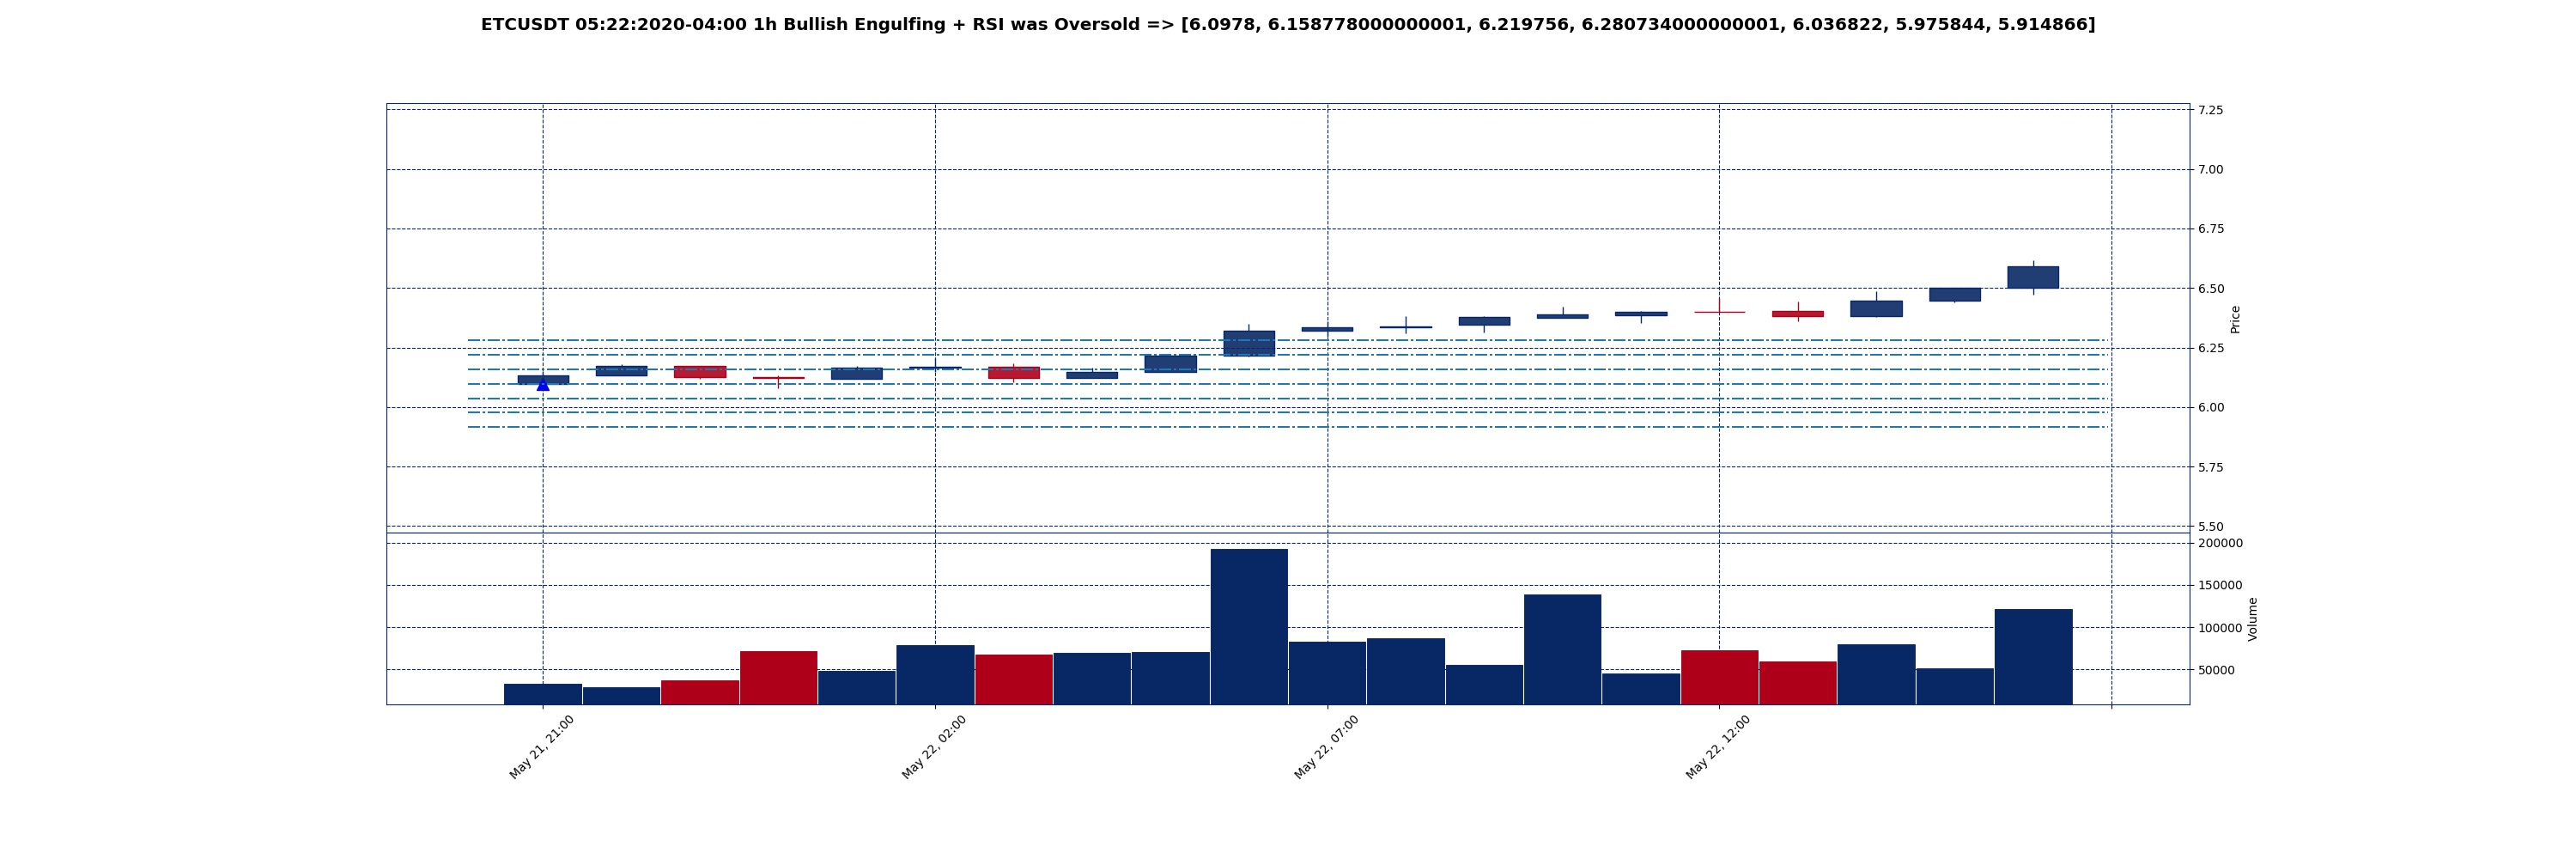 ETCUSDT 05:22:2020-04:00 1h Bullish Engulfing + RSI was Oversold => [6.0978, 6.158778000000001, 6.219756, 6.280734000000001, 6.036822, 5.975844, 5.914866]
7.25
7.00
6.75
6.50
Price
6.25
6.00
5.75
5.50
200000
150000
Volume
100000
50000
May 21, 21:00
May 22, 02:00
May 22, 07:00
May 22, 12:00